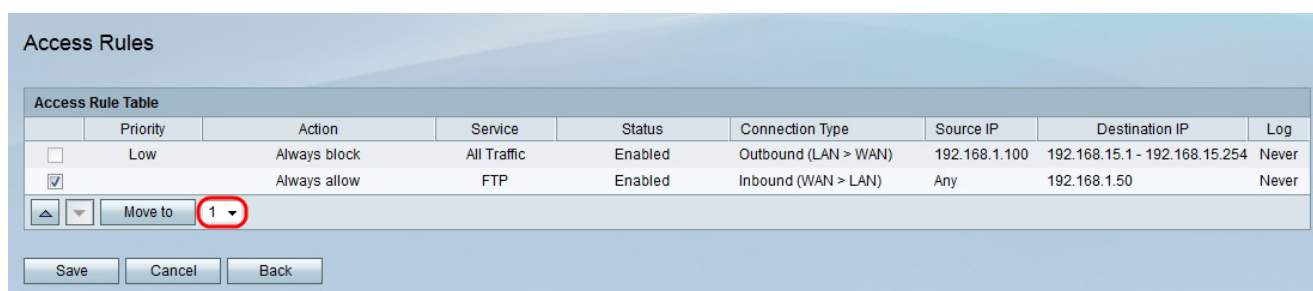 Access Rules
Access Rule Table
Priority Action Service Status Connection Type Source IP Destination IP Log
Low Always block All Traffic Enabled Outbound (LAN > WAN) 192.168.1.100 192.168.15.1 - 192.168.15.254 Never
Always allow FTP Enabled Inbound (WAN > LAN) Any 192.168.1.50 Never
Move to 1
Save Cancel Back